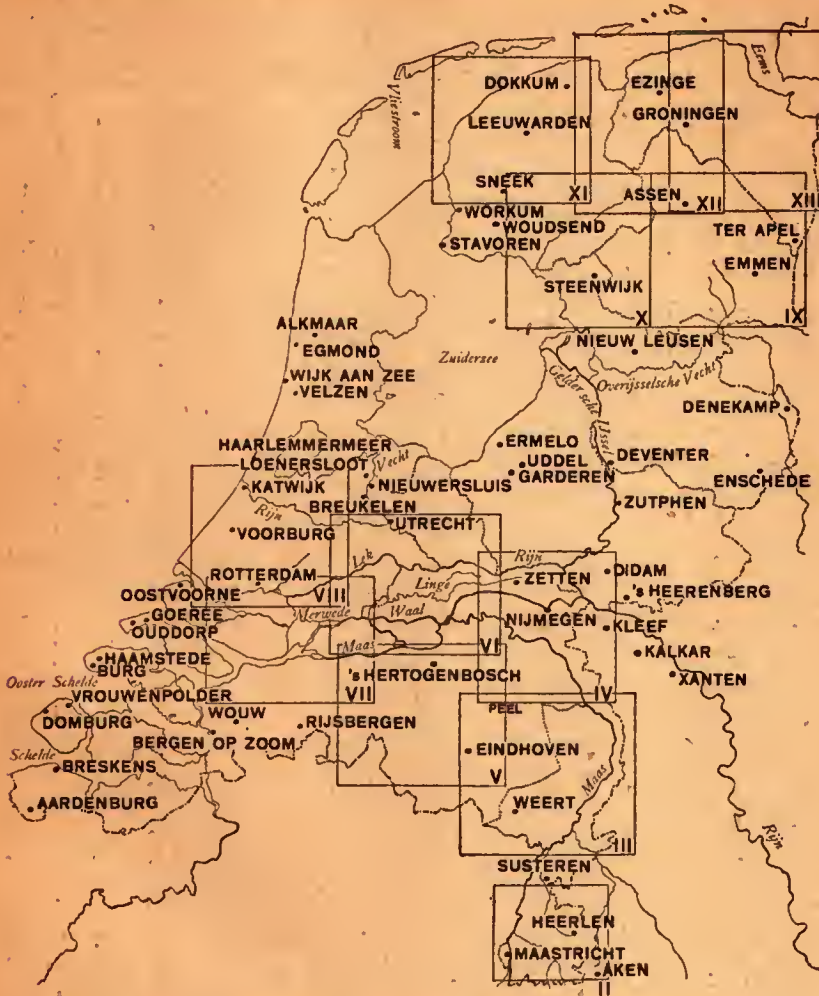 Eems
DOKKUM
EZINGE
Vliestroom
GRONINGEN
LEEUWARDEN
SNEEK
XI
ASSEN
XII
XIII
WORKUM
WOUDSEND
TER APEL
STAVOREN
EMMEN
STEENWIJK
X
IX
ALKMAAR
NIEUW LEUSEN
EGMOND
Zuidersee
Overijsselsche Vecht
Geldersche IJssel
WIJK AAN ZEE
VELZEN
DENEKAMP
HAARLEMMERMEER
ERMELO
Vecht
DEVENTER
LOENERSLOOT
UDDEL
ENSCHEDE
KATWIJK
NIEUWERSLUIS
GARDEREN
ZUTPHEN
BREUKELEN
Rijn
UTRECHT
VOORBURG
Lek
Rijn
ROTTERDAM
VIII
Linge
ZETTEN
DIDAM
OOSTVOORNE
's HEERENBERG
GOEREE
Merwede
Waal
NIJMEGEN
OUDDORP
KLEEF
Maas
VI
KALKAR
HAAMSTEDE
BURG
's HERTOGENBOSCH
XANTEN
Ooster Schelde
VII
IV
VROUWENPOLDER
PEEL
DOMBURG
WOUW
RIJSBERGEN
BERGEN OP ZOOM
EINDHOVEN
Schelde
BRESKENS
V
Maas
AARDENBURG
WEERT
Rijn
III
SUSTEREN
HEERLEN
MAASTRICHT
AKEN
II